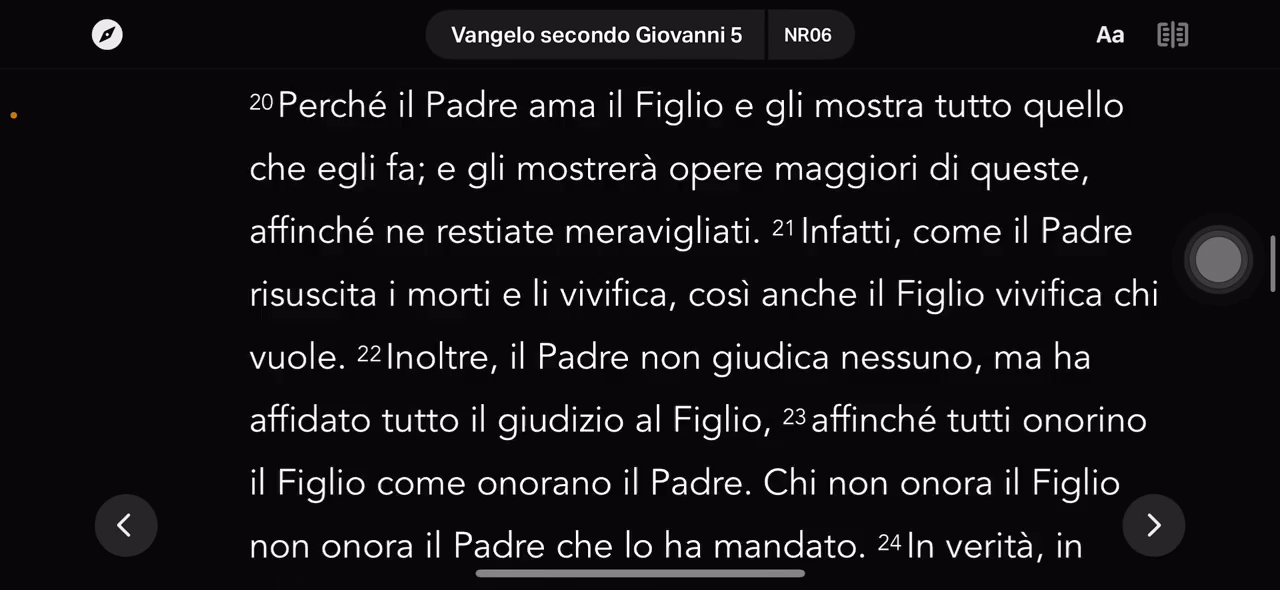 Vangelo secondo Giovanni 5 NR06 Aa
20 Perché il Padre ama il Figlio e gli mostra tutto quello
che egli fa; e gli mostrerà opere maggiori di queste,
affinché ne restiate meravigliati. 21 Infatti, come il Padre
risuscita i morti e li vivifica, così anche il Figlio vivifica chi
vuole. 22 Inoltre, il Padre non giudica nessuno, ma ha
affidato tutto il giudizio al Figlio, 23 affinché tutti onorino
il Figlio come onorano il Padre. Chi non onora il Figlio
non onora il Padre che lo ha mandato. 24 In verità, in